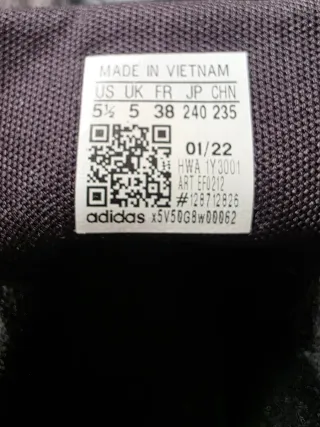 MADE IN VIETNAM
US UK FR JP CHN
5½ 5 38 240 235
01/22
HWA 1Y3001
ART EF0212
#128712826
adidas x5V50GBw00062